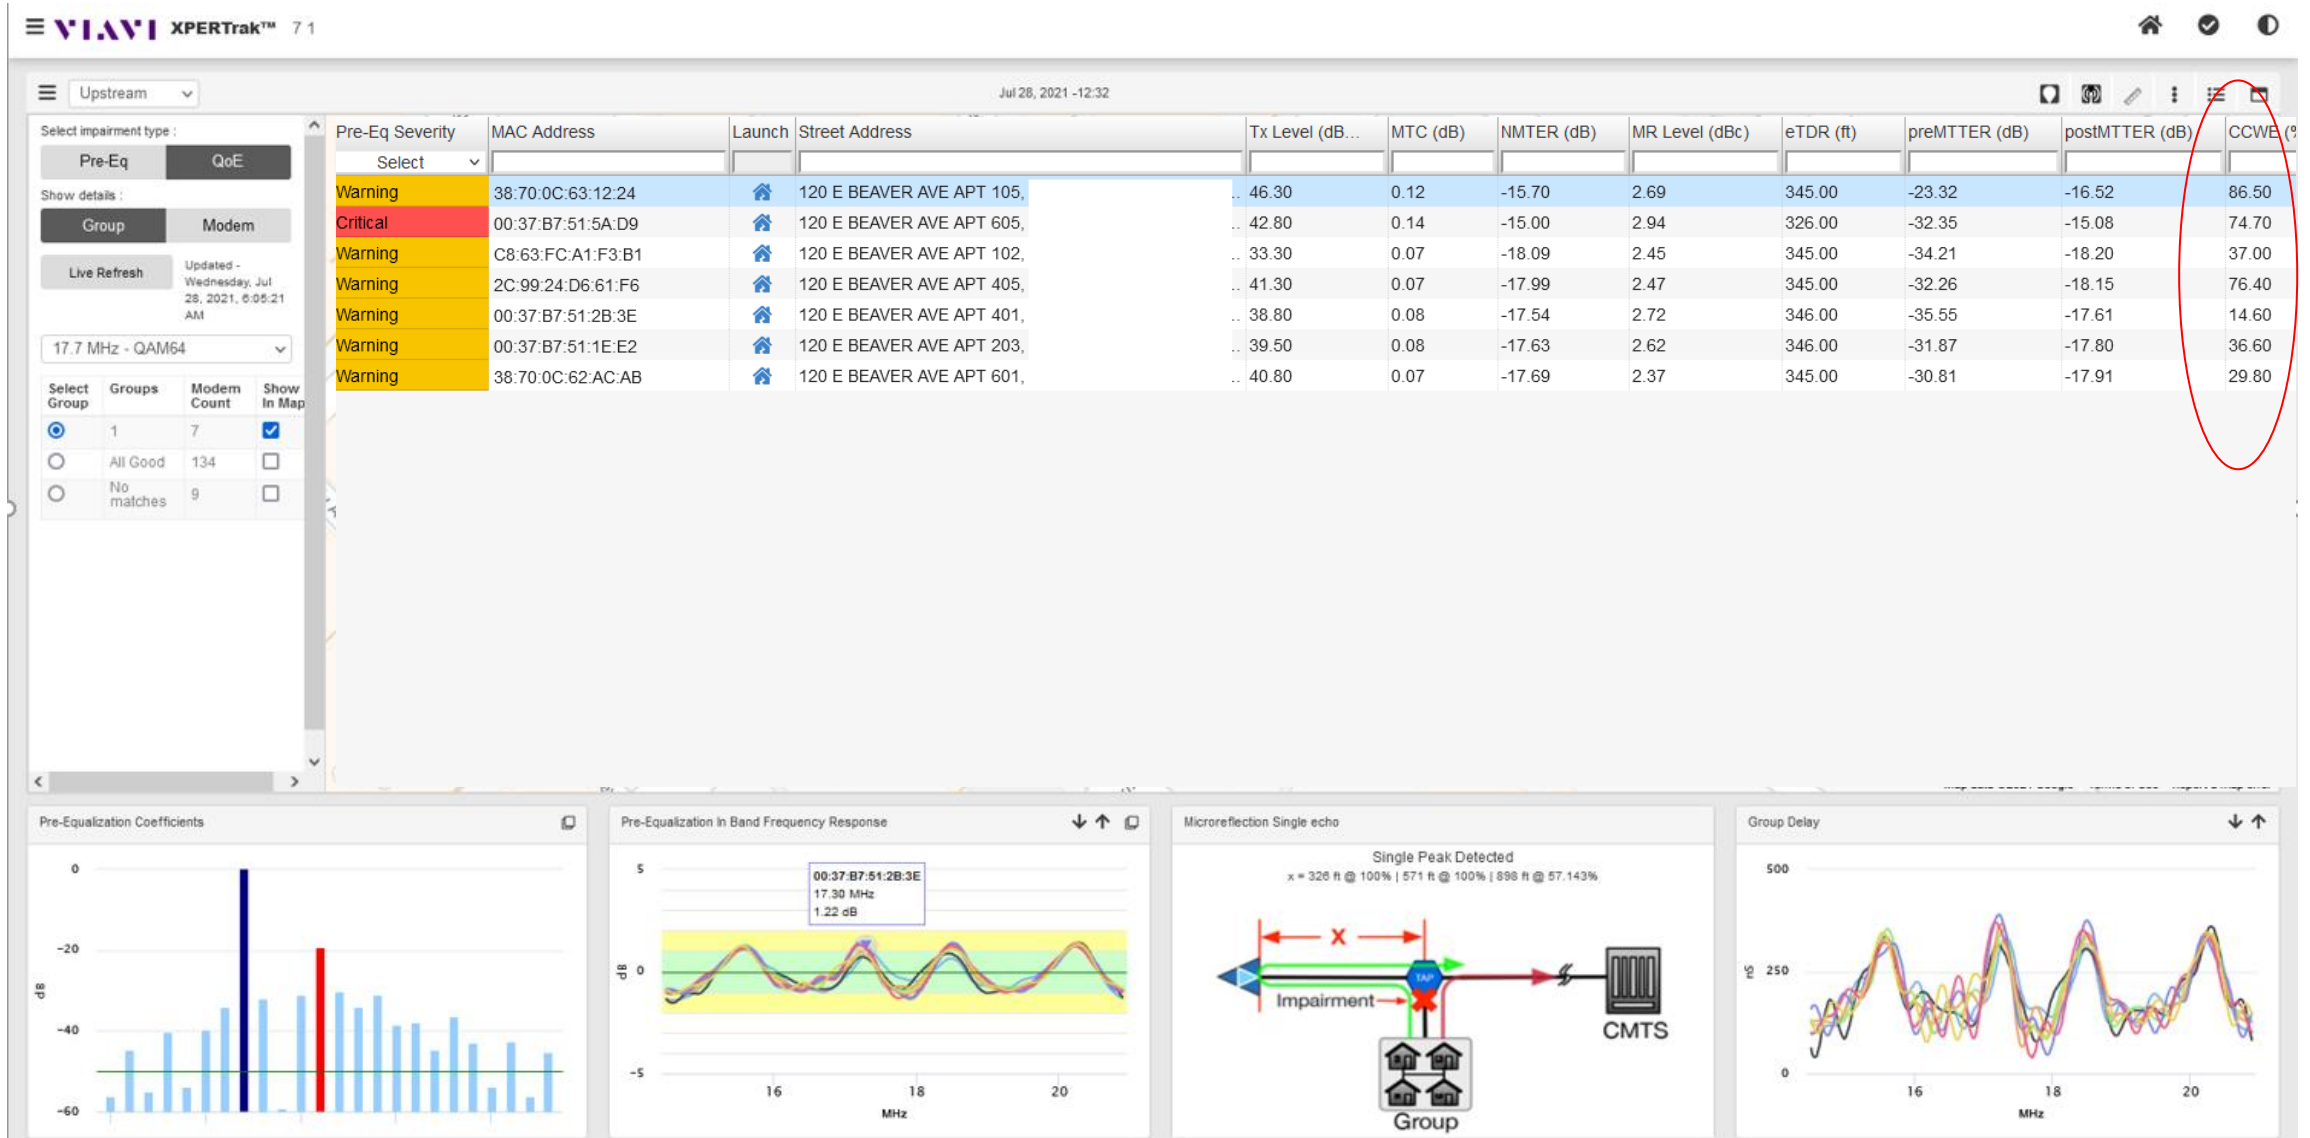 VIAVI XPERTrak™ 7 1
Upstream
Jul 28, 2021 -12:32
Select impairment type :
Pre-Eq QoE
Show details :
Group Modem
Live Refresh
Updated -
Wednesday, Jul
28, 2021, 6:05:21
AM
17.7 MHz - QAM64
Select Group Groups Modem Count Show In Map
1 7
All Good 134
No matches 9
Pre-Eq Severity MAC Address Launch Street Address Tx Level (dB... MTC (dB) NMTER (dB) MR Level (dBc) eTDR (ft) preMTTER (dB) postMTTER (dB) CCWE (%
Select
Warning 38:70:0C:63:12:24 120 E BEAVER AVE APT 105, .. 46.30 0.12 -15.70 2.69 345.00 -23.32 -16.52 86.50
Critical 00:37:B7:51:5A:D9 120 E BEAVER AVE APT 605, .. 42.80 0.14 -15.00 2.94 326.00 -32.35 -15.08 74.70
Warning C8:63:FC:A1:F3:B1 120 E BEAVER AVE APT 102, .. 33.30 0.07 -18.09 2.45 345.00 -34.21 -18.20 37.00
Warning 2C:99:24:D6:61:F6 120 E BEAVER AVE APT 405, .. 41.30 0.07 -17.99 2.47 345.00 -32.26 -18.15 76.40
Warning 00:37:B7:51:2B:3E 120 E BEAVER AVE APT 401, .. 38.80 0.08 -17.54 2.72 346.00 -35.55 -17.61 14.60
Warning 00:37:B7:51:1E:E2 120 E BEAVER AVE APT 203, .. 39.50 0.08 -17.63 2.62 346.00 -31.87 -17.80 36.60
Warning 38:70:0C:62:AC:AB 120 E BEAVER AVE APT 601, .. 40.80 0.07 -17.69 2.37 345.00 -30.81 -17.91 29.80
Pre-Equalization Coefficients
0
-20
dB
-40
-60
Pre-Equalization In Band Frequency Response
5
00:37:B7:51:2B:3E
17.30 MHz
1.22 dB
dB 0
-5
16 18 20
MHz
Microreflection Single echo
Single Peak Detected
x = 326 ft @ 100% | 571 ft @ 100% | 898 ft @ 57.143%
X
TAP
Impairment
CMTS
Group
Group Delay
500
nS 250
0
16 18 20
MHz